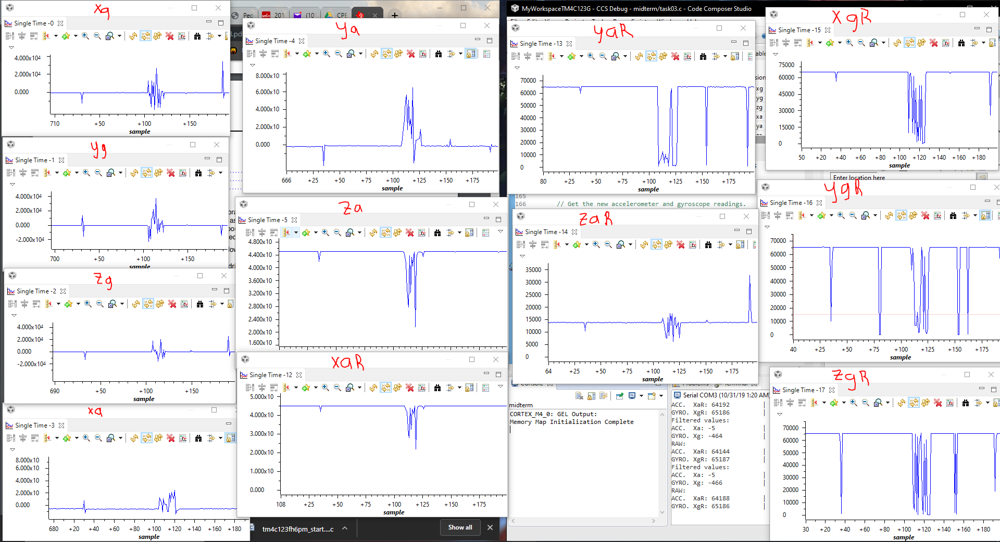 xg
Single Time -0
4.000x10⁴
2.000x10⁴
0.000
710 +50 +100 +150
sample
yg
Single Time -1
4.000x10⁴
2.000x10⁴
0.000
-2.000x10⁴
700 +50 +100 +150
sample
zg
Single Time -2
4.000x10⁴
2.000x10⁴
0.000
-2.000x10⁴
690 +50 +100 +150
sample
xa
Single Time -3
8.000x10
6.000x10
4.000x10
2.000x10
0.000
680 +20 +40 +60 +80 +100 +120 +140 +160 +180
sample
Peo
201
(10
CPE
ya
Single Time -4
8.000x10
6.000x10
4.000x10
2.000x10
0.000
666 +25 +50 +75 +100 +125 +150 +175
sample
za
Single Time -5
4.800x10
4.400x10
4.000x10
3.600x10
3.200x10
2.800x10
2.400x10
2.000x10
1.600x10
xaR
Single Time -12
5.000x10
4.000x10
3.000x10
2.000x10
1.000x10
0.000
108 +25 +50 +75 +100 +125 +150 +175
sample
tm4c123fh6pm_start....c
Show all
MyWorkspaceTM4C123G - CCS Debug - midterm/task03.c - Code Composer Studio
yaR
Single Time -13
70000
60000
50000
40000
30000
20000
10000
0
80 +25 +50 +75 +100 +125 +150 +175
sample
165
166 // Get the new accelerometer and gyroscope readings.
zaR
Single Time -14
35000
30000
25000
20000
15000
10000
5000
0
64 +25 +50 +75 +100 +125 +150 +175
sample
xg
yg
zg
xa
ya
xgR
Single Time -15
75000
60000
45000
30000
15000
0
50 +20 +40 +60 +80 +100 +120 +140 +160 +180
sample
Enter location here
ygR
Single Time -16
70000
60000
50000
40000
30000
20000
10000
0
40 +25 +50 +75 +100 +125 +150 +175
sample
zgR
Single Time -17
70000
60000
50000
40000
30000
20000
10000
0
30 +20 +40 +60 +80 +100 +120 +140 +160 +180
sample
Console
midterm
CORTEX_M4_0: GEL Output:
Memory Map Initialization Complete
Problems Terminal
Serial COM3 (10/31/19 1:20 AM)
ACC. XaR: 64192 |
GYRO. XgR: 65186 |
Filtered values:
ACC. Xa: -5 |
GYRO. Xg: -464 |
RAW:
ACC. XaR: 64144 |
GYRO. XgR: 65187 |
Filtered values:
ACC. Xa: -5 |
GYRO. Xg: -466 |
RAW:
ACC. XaR: 64188 |
GYRO. XgR: 65186 |